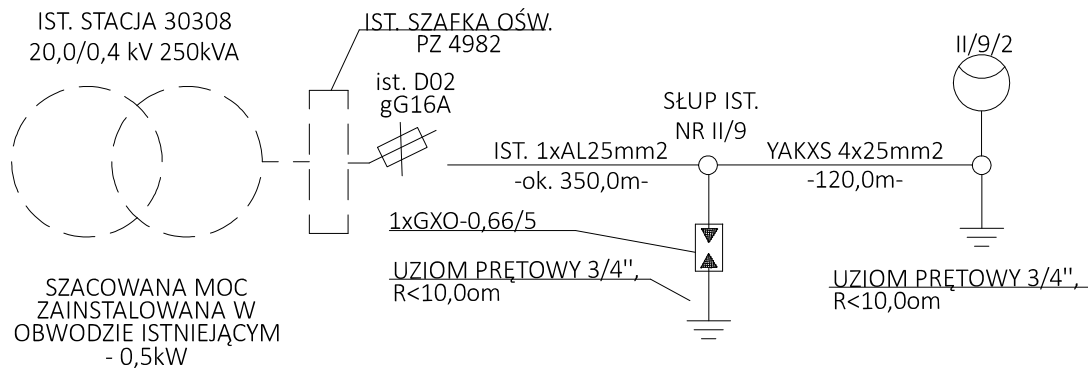 IST. STACJA 30308
20,0/0,4 kV 250kVA
IST. SZAFKA OŚW.
PZ 4982
ist. D02
gG16A
SŁUP IST.
NR II/9
II/9/2
IST. 1xAL25mm2
-ok. 350,0m-
YAKXS 4x25mm2
-120,0m-
1xGXO-0,66/5
UZIOM PRĘTOWY 3/4'',
R<10,0om
UZIOM PRĘTOWY 3/4'',
R<10,0om
SZACOWANA MOC
ZAINSTALOWANA W
OBWODZIE ISTNIEJĄCYM
- 0,5kW